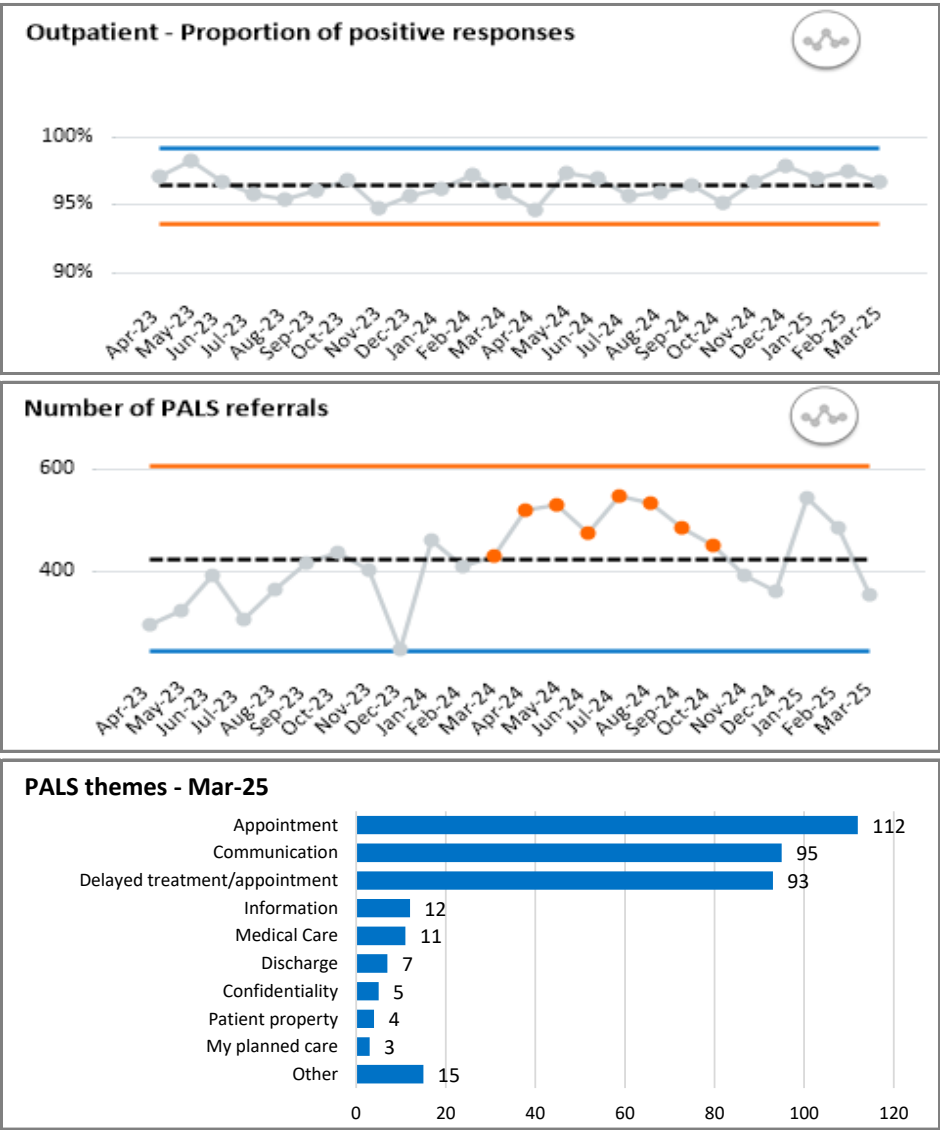 Outpatient - Proportion of positive responses
100%
95%
90%
Apr-23
May-23
Jun-23
Jul-23
Aug-23
Sep-23
Oct-23
Nov-23
Dec-23
Jan-24
Feb-24
Mar-24
Apr-24
May-24
Jun-24
Jul-24
Aug-24
Sep-24
Oct-24
Nov-24
Dec-24
Jan-25
Feb-25
Mar-25
Number of PALS referrals
600
400
Apr-23
May-23
Jun-23
Jul-23
Aug-23
Sep-23
Oct-23
Nov-23
Dec-23
Jan-24
Feb-24
Mar-24
Apr-24
May-24
Jun-24
Jul-24
Aug-24
Sep-24
Oct-24
Nov-24
Dec-24
Jan-25
Feb-25
Mar-25
PALS themes - Mar-25
Appointment 112
Communication 95
Delayed treatment/appointment 93
Information 12
Medical Care 11
Discharge 7
Confidentiality 5
Patient property 4
My planned care 3
Other 15
0 20 40 60 80 100 120